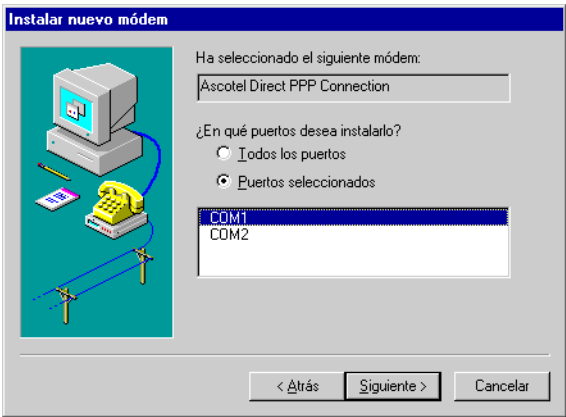 Instalar nuevo módem
Ha seleccionado el siguiente módem:
Ascotel Direct PPP Connection
¿En qué puertos desea instalarlo?
Todos los puertos
Puertos seleccionados
COM1
COM2
< Atrás
Siguiente >
Cancelar